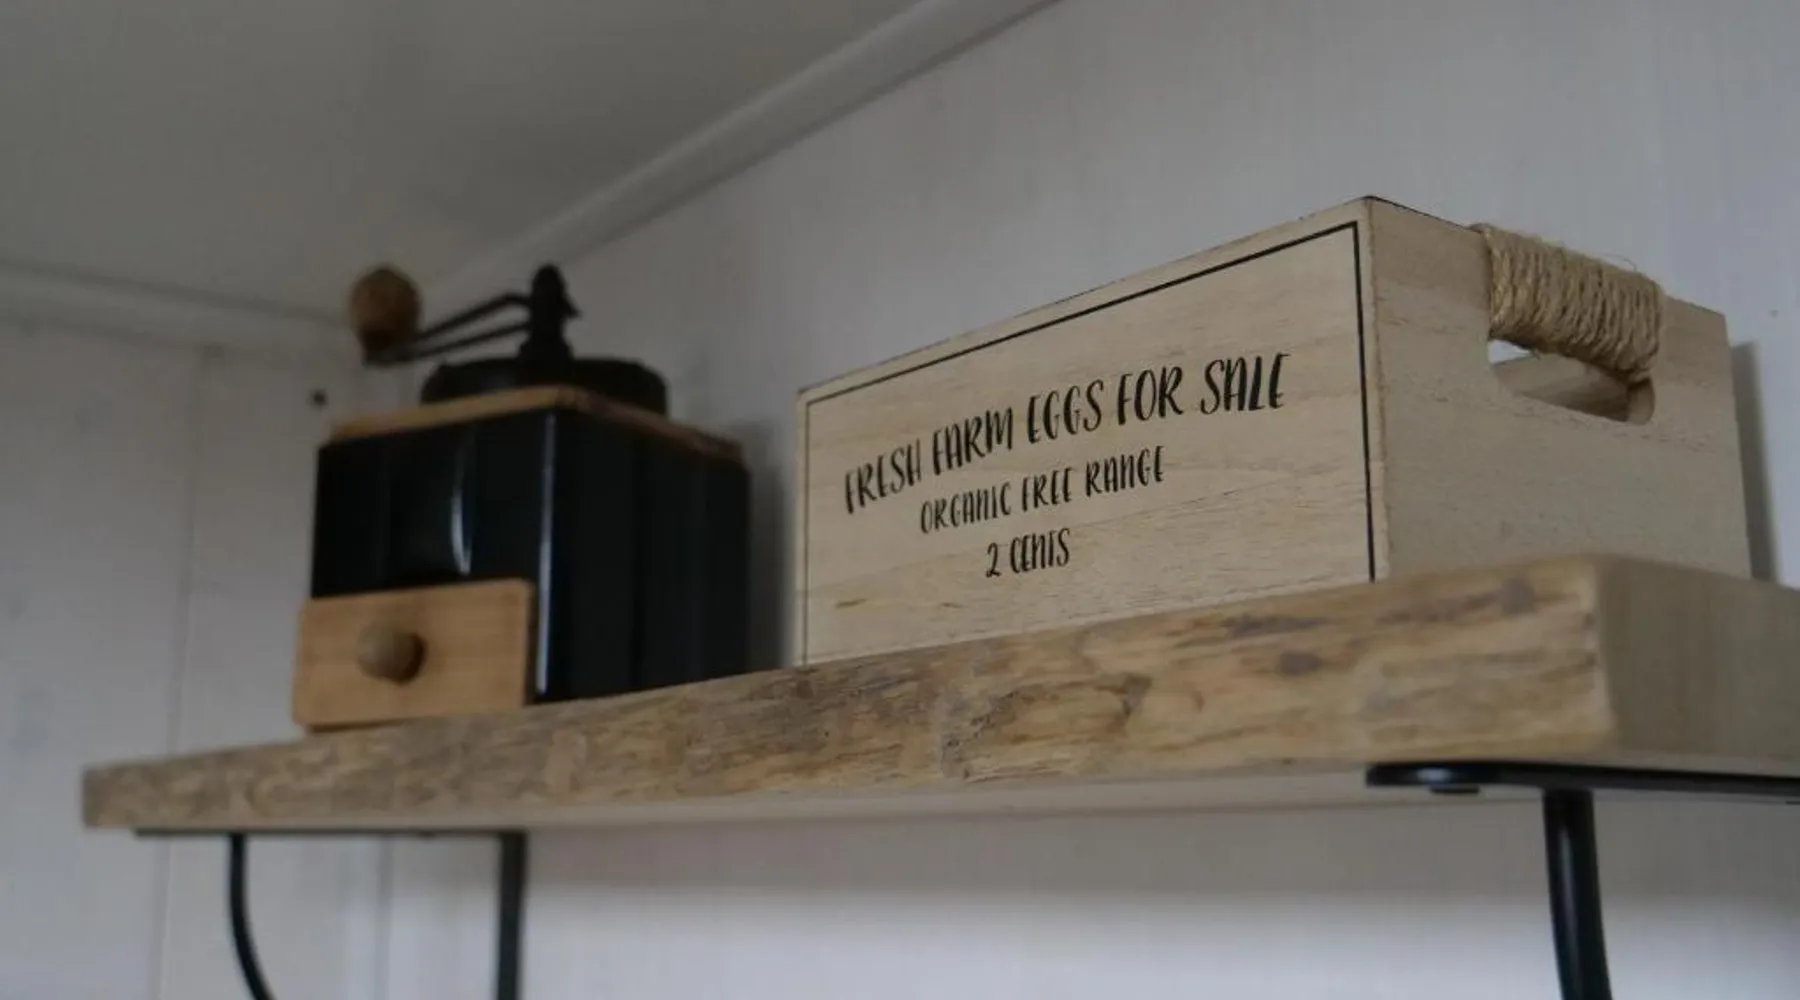 FRESH FARM EGGS FOR SALE
ORGANIC FREE RANGE
2 CENTS